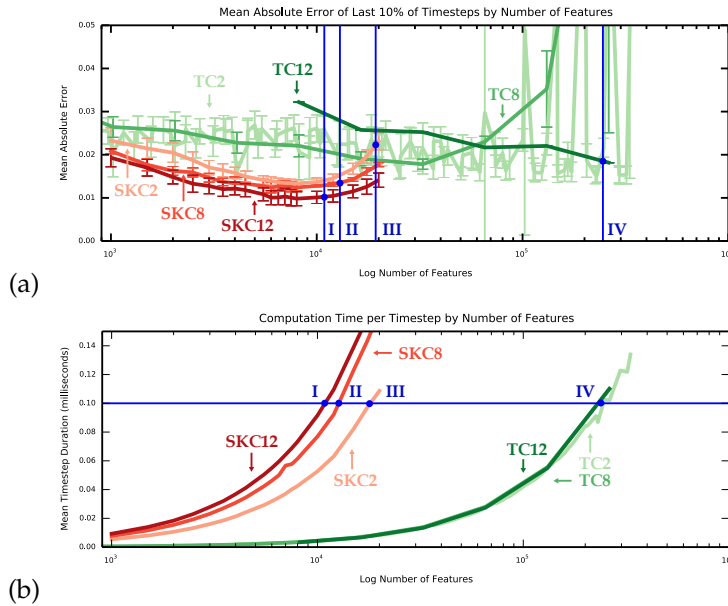 Mean Absolute Error of Last 10% of Timesteps by Number of Features
0.05
0.04
0.03
0.02
0.01
0.00
Mean Absolute Error
TC2
TC12
TC8
SKC2
SKC8
SKC12
I
II
III
IV
10³
10⁴
10⁵
10⁶
Log Number of Features
(a)
Computation Time per Timestep by Number of Features
0.14
0.12
0.10
0.08
0.06
0.04
0.02
0.00
Mean Timestep Duration (milliseconds)
SKC8
I
II
III
IV
SKC12
SKC2
TC12
TC2
TC8
10³
10⁴
10⁵
Log Number of Features
(b)